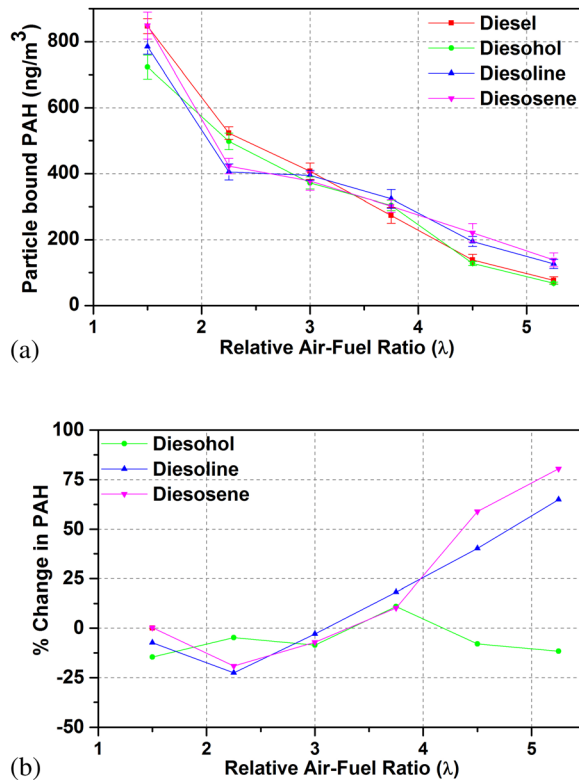 Particle bound PAH (ng/m³)
800
600
400
200
0
Diesel
Diesohol
Diesoline
Diesosene
1 2 3 4 5
Relative Air-Fuel Ratio (λ)
(a)
% Change in PAH
100
75
50
25
0
-25
-50
Diesohol
Diesoline
Diesosene
1 2 3 4 5
Relative Air-Fuel Ratio (λ)
(b)